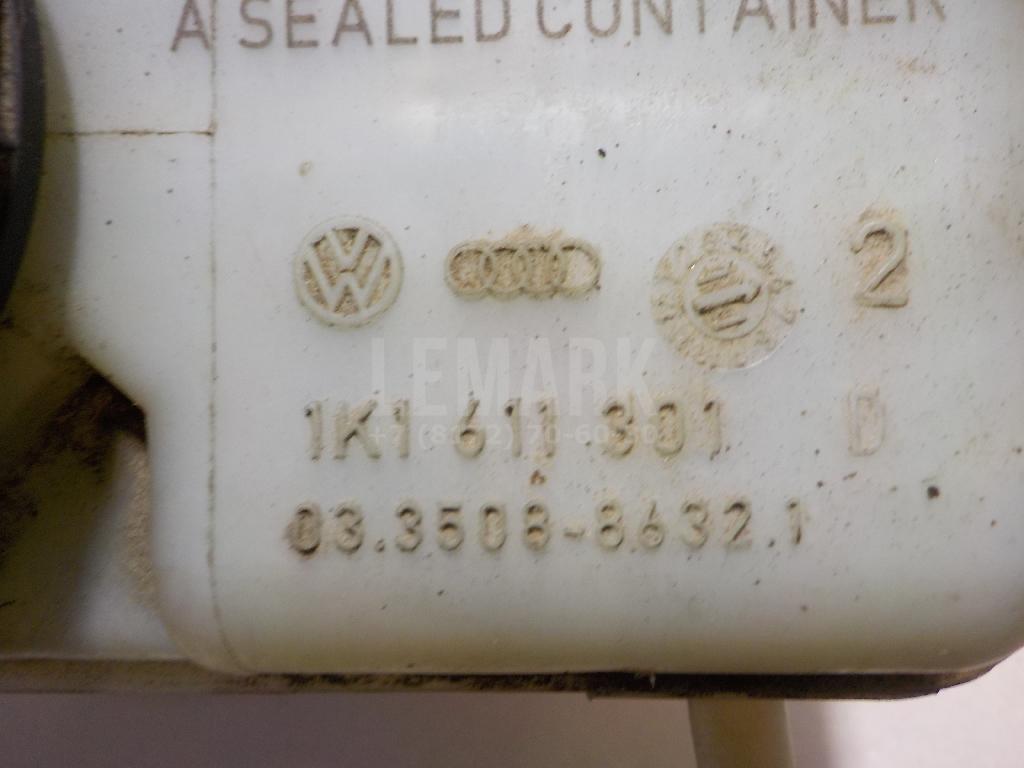 A SEALED CONTAINER
2
LEMARK
1K1 611 301 D
03.3508-8632.1